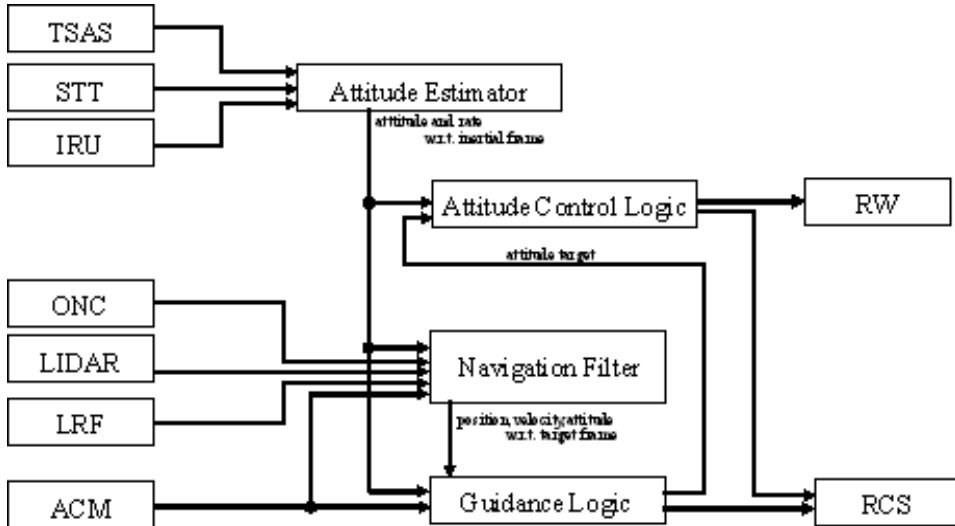 TSAS
STT
IRU
Attitude Estimator
attitude and rate
w.r.t. inertial frame
Attitude Control Logic
RW
attitude target
ONC
LIDAR
LRF
Navigation Filter
position, velocity, attitude
w.r.t. target frame
ACM
Guidance Logic
RCS